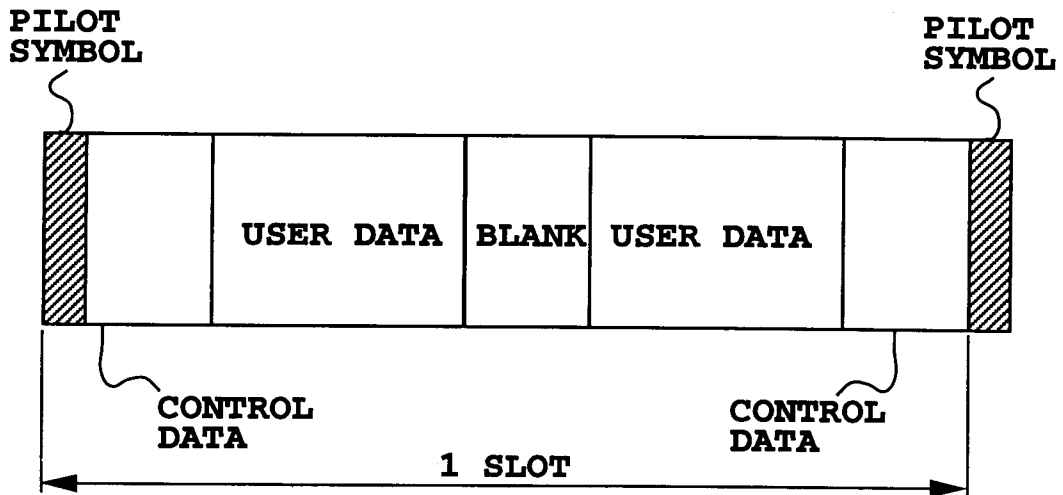 PILOT
SYMBOL
PILOT
SYMBOL
USER DATA
BLANK
USER DATA
CONTROL
DATA
CONTROL
DATA
1 SLOT